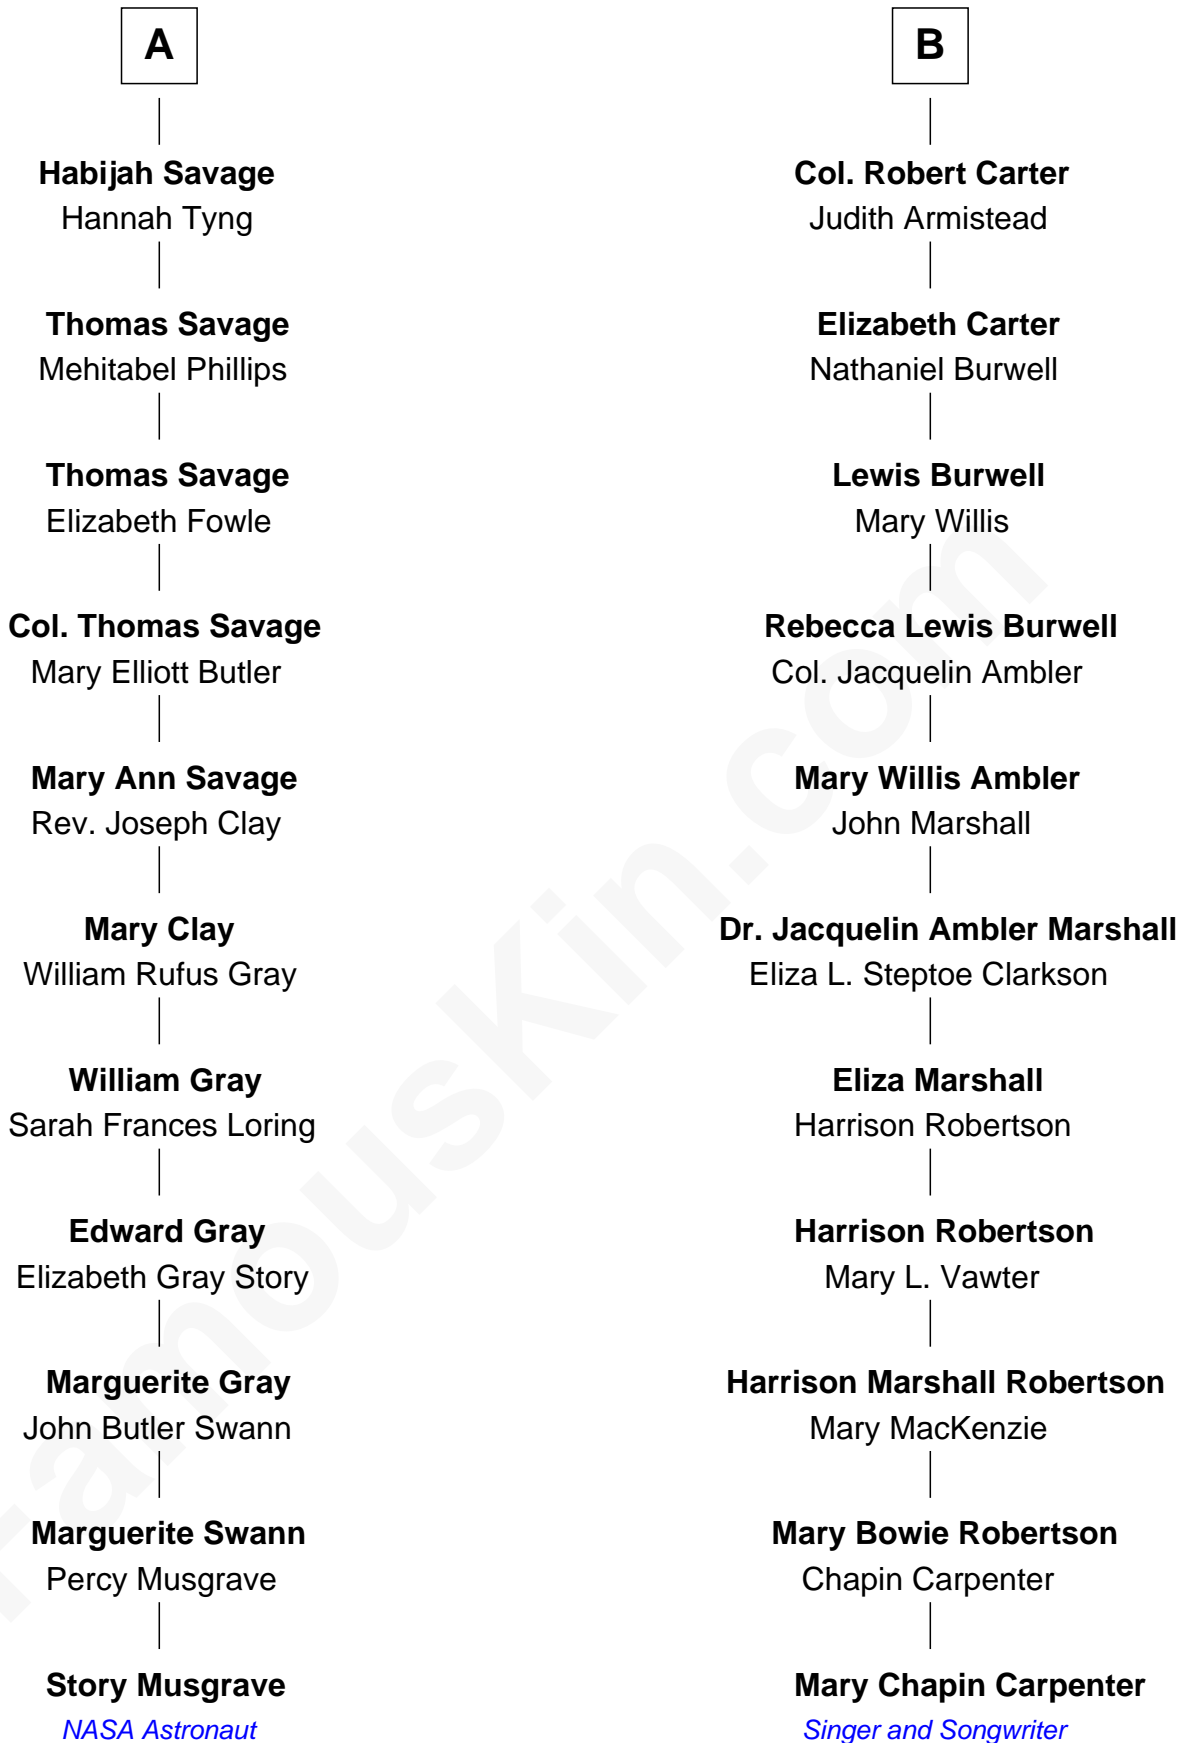 A
Habijah Savage
Hannah Tyng
Thomas Savage
Mehitabel Phillips
Thomas Savage
Elizabeth Fowle
Col. Thomas Savage
Mary Elliott Butler
Mary Ann Savage
Rev. Joseph Clay
Mary Clay
William Rufus Gray
William Gray
Sarah Frances Loring
Edward Gray
Elizabeth Gray Story
Marguerite Gray
John Butler Swann
Marguerite Swann
Percy Musgrave
Story Musgrave
NASA Astronaut
B
Col. Robert Carter
Judith Armistead
Elizabeth Carter
Nathaniel Burwell
Lewis Burwell
Mary Willis
Rebecca Lewis Burwell
Col. Jacquelin Ambler
Mary Willis Ambler
John Marshall
Dr. Jacquelin Ambler Marshall
Eliza L. Steptoe Clarkson
Eliza Marshall
Harrison Robertson
Harrison Robertson
Mary L. Vawter
Harrison Marshall Robertson
Mary MacKenzie
Mary Bowie Robertson
Chapin Carpenter
Mary Chapin Carpenter
Singer and Songwriter
FamousKin.com